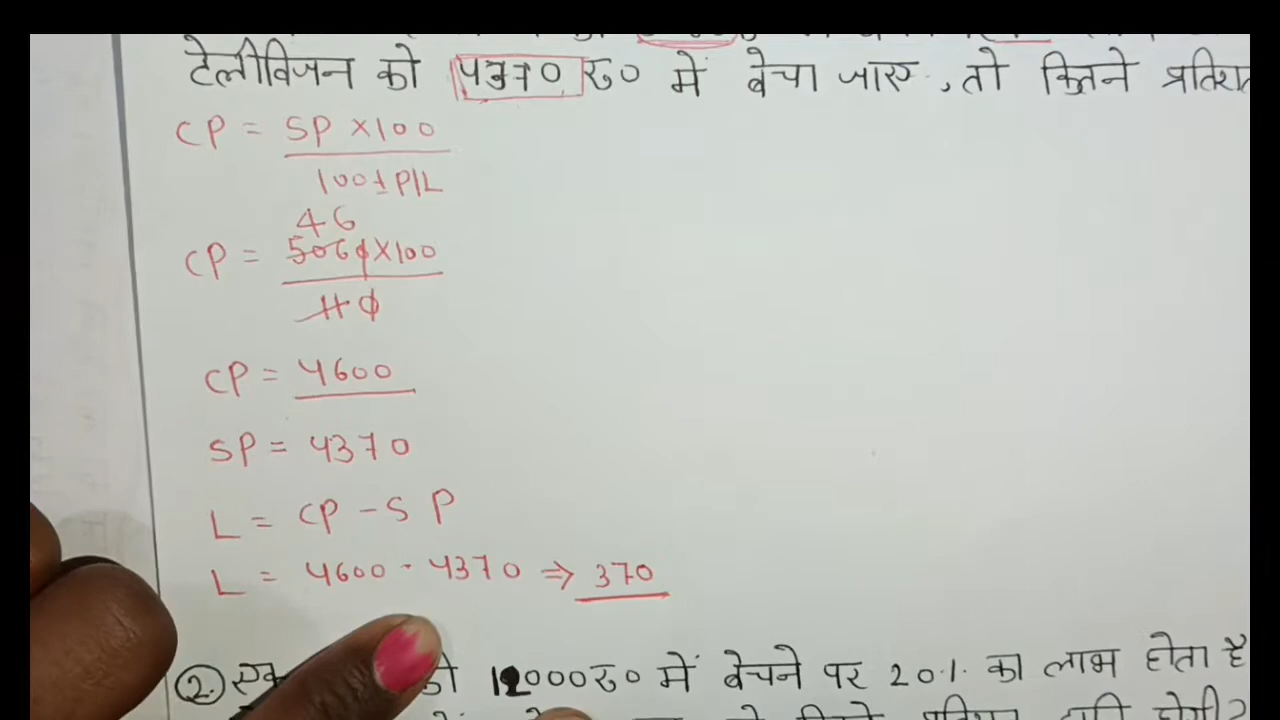 टेलीविजन को 4370 रु० में बेचा जाए, तो कितने
CP = SP × 100
100 ± P/L
46
CP = 5060 × 100
110
CP = 4600
SP = 4370
L = CP - S P
L = 4600 - 4370 ⇒ 370
2. को 12000 रु० में बेचने पर 20% का लाभ होता है